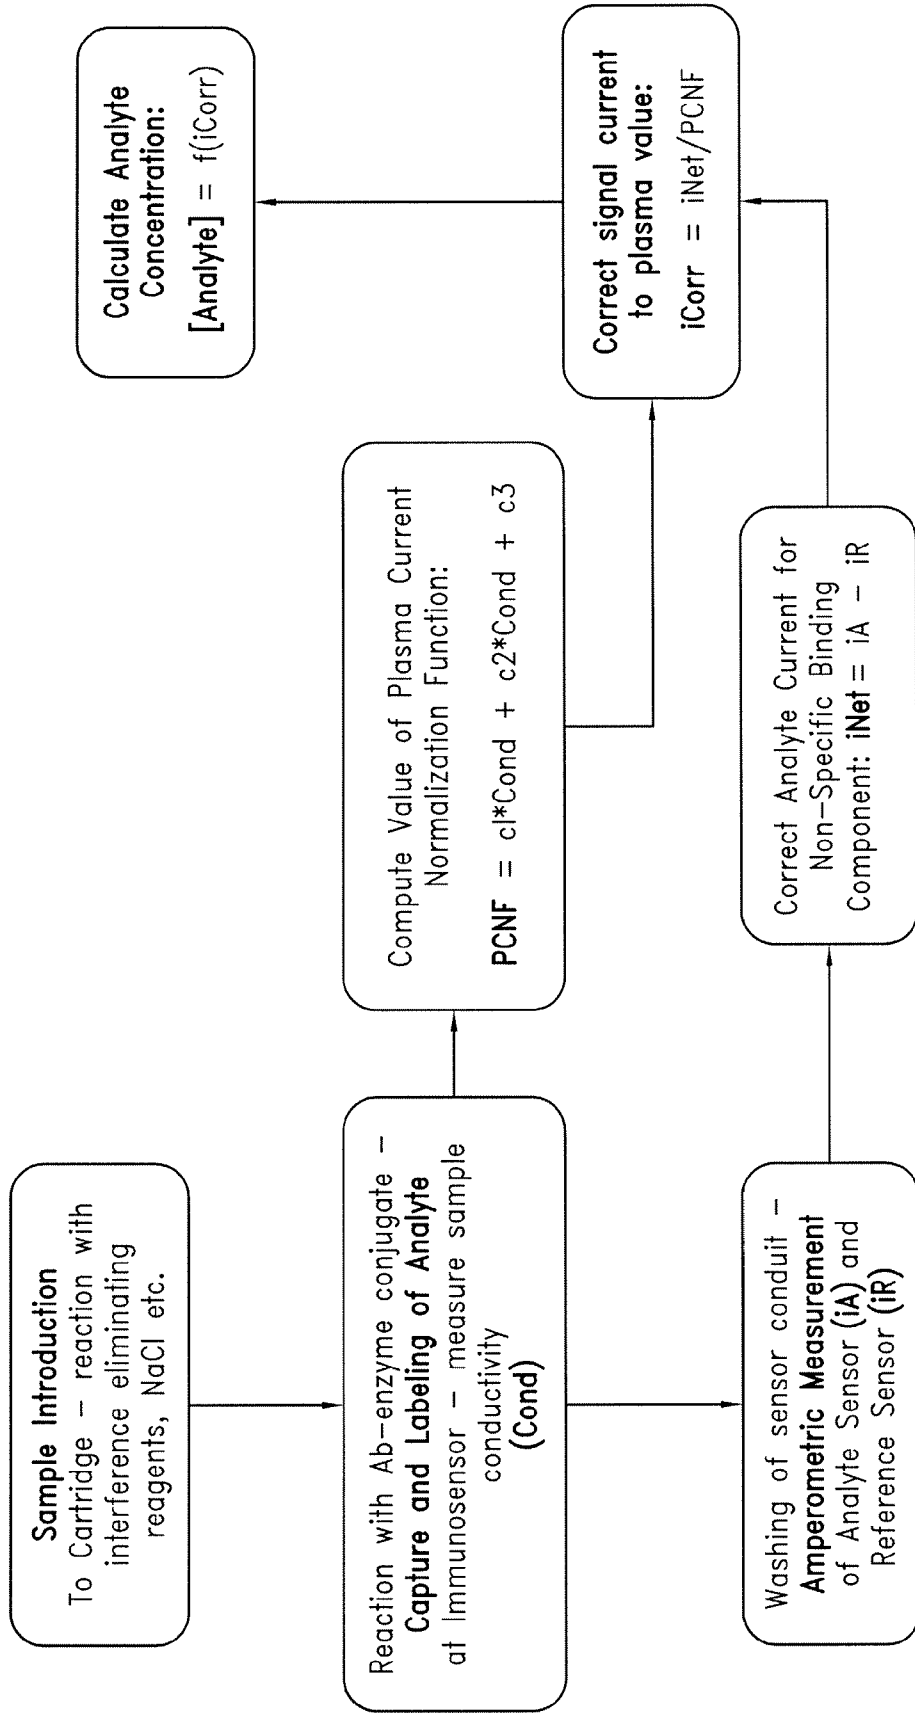 Sample Introduction
To Cartridge – reaction with
interference eliminating
reagents, NaCl etc.
Reaction with Ab-enzyme conjugate –
Capture and Labeling of Analyte
at Immunosensor – measure sample
conductivity
(Cond)
Washing of sensor conduit –
Amperometric Measurement
of Analyte Sensor (iA) and
Reference Sensor (iR)
Compute Value of Plasma Current
Normalization Function:
PCNF = cl*Cond + c2*Cond + c3
Correct Analyte Current for
Non–Specific Binding
Component: iNet = iA – iR
Correct signal current
to plasma value:
iCorr = iNet/PCNF
Calculate Analyte
Concentration:
[Analyte] = f(iCorr)